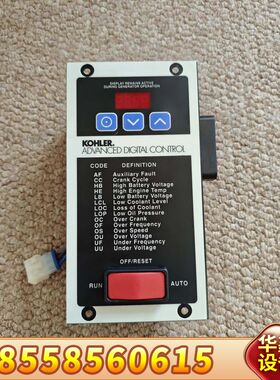 DISPLAY REMAINS ACTIVE
DURING GENERATOR OPERATION
KOHLER®
ADVANCED DIGITAL CONTROL
CODE DEFINITION
AF Auxiliary Fault
CC Crank Cycle
HB High Battery Voltage
HE High Engine Temp
LB Low Battery Voltage
LCL Low Coolant Level
LOC Loss of Coolant
LOP Low Oil Pressure
OC Over Crank
OF Over Frequency
OS Over Speed
OU Over Voltage
UF Under Frequency
UU Under Voltage
OFF/RESET
RUN AUTO
18558560615